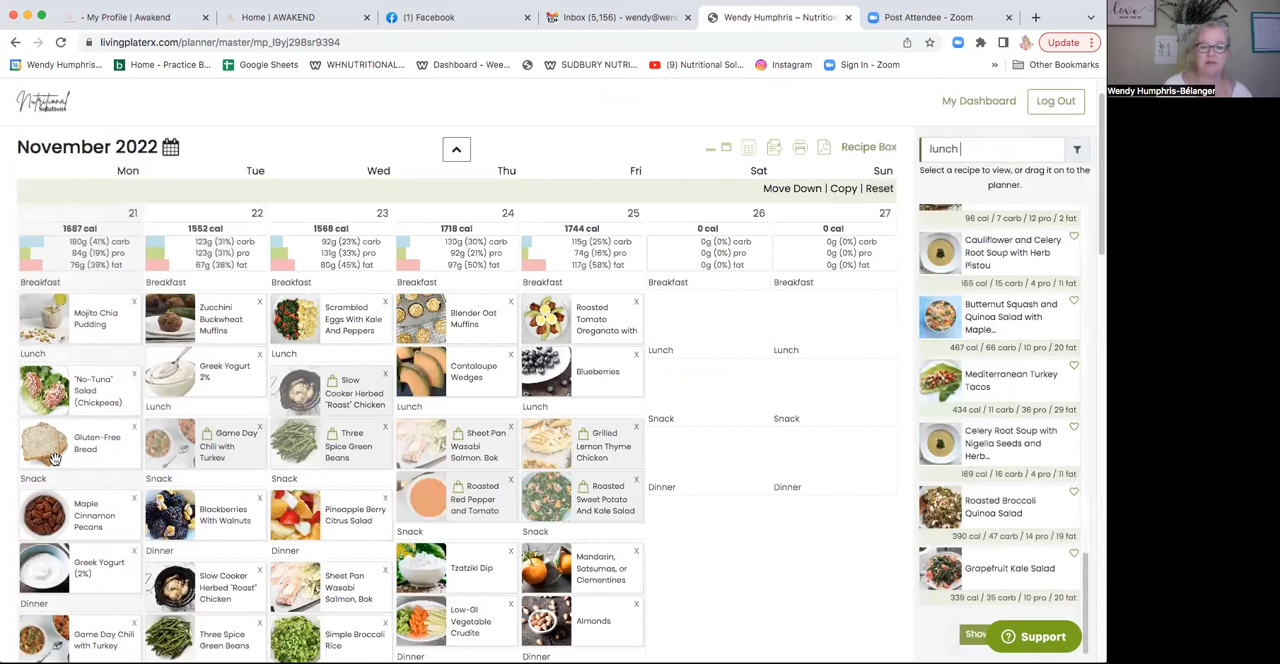 - My Profile | Awakend
Home | AWAKEND
(1) Facebook
Inbox (5,156) - wendy@we
Wendy Humphris ~ Nutrition
Post Attendee - Zoom
livingplaterx.com/planner/master/mp_l9yj298sr9394
Update
Wendy Humphris...
Home - Practice B...
Google Sheets
WHNUTRITIONAL...
Dashboard - Wee...
SUDBURY NUTRI...
(9) Nutritional Sol...
Instagram
Sign In - Zoom
»
Other Bookmarks
love
Wendy Humphris-Bélanger
Nutritional
Solutions
My Dashboard
Log Out
November 2022
Recipe Box
lunch
Select a recipe to view, or drag it on to the
planner.
Mon Tue Wed Thu Fri Sat Sun
Move Down | Copy | Reset
21 22 23 24 25 26 27
1687 cal 1552 cal 1568 cal 1718 cal 1744 cal 0 cal 0 cal
180g (41%) carb 123g (31%) carb 92g (23%) carb 130g (30%) carb 115g (25%) carb 0g (0%) carb 0g (0%) carb
84g (19%) pro 123g (31%) pro 131g (33%) pro 92g (21%) pro 74g (16%) pro 0g (0%) pro 0g (0%) pro
76g (39%) fat 67g (38%) fat 80g (45%) fat 97g (50%) fat 117g (58%) fat 0g (0%) fat 0g (0%) fat
Breakfast
Mojito Chia
Pudding
x
Lunch
"No-Tuna"
Salad
(Chickpeas)
x
Gluten-Free
Bread
x
Snack
Maple
Cinnamon
Pecans
x
Greek Yogurt
(2%)
x
Dinner
Game Day Chili
with Turkey
x
Breakfast
Zucchini
Buckwheat
Muffins
x
Greek Yogurt
2%
x
Lunch
Game Day
Chili with
Turkey
x
Snack
Blackberries
With Walnuts
x
Dinner
Slow Cooker
Herbed "Roast"
Chicken
x
Three Spice
Green Beans
x
Breakfast
Scrambled
Eggs With Kale
And Peppers
x
Lunch
Slow
Cooker Herbed
"Roast" Chicken
x
Three
Spice Green
Beans
x
Snack
Pineapple Berry
Citrus Salad
x
Dinner
Sheet Pan
Wasabi
Salmon, Bok
x
Simple Broccoli
Rice
x
Breakfast
Blender Oat
Muffins
x
Cantaloupe
Wedges
x
Lunch
Sheet Pan
Wasabi
Salmon, Bok
x
Roasted
Red Pepper
and Tomato
x
Snack
Tzatziki Dip
x
Low-GI
Vegetable
Crudite
x
Dinner
Breakfast
Roasted
Tomato
Oreganata with
x
Blueberries
x
Lunch
Grilled
Lemon Thyme
Chicken
x
Roasted
Sweet Potato
And Kale Salad
x
Snack
Mandarin,
Satsumas, or
Clementines
x
Almonds
x
Dinner
Breakfast
Lunch
Snack
Dinner
Breakfast
Lunch
Snack
Dinner
96 cal / 7 carb / 12 pro / 2 fat
Cauliflower and Celery
Root Soup with Herb
Pistou
165 cal / 15 carb / 4 pro / 11 fat
Butternut Squash and
Quinoa Salad with
Maple...
467 cal / 66 carb / 10 pro / 20 fat
Mediterranean Turkey
Tacos
434 cal / 11 carb / 36 pro / 29 fat
Celery Root Soup with
Nigella Seeds and
Herb...
169 cal / 16 carb / 4 pro / 11 fat
Roasted Broccoli
Quinoa Salad
390 cal / 47 carb / 14 pro / 19 fat
Grapefruit Kale Salad
339 cal / 35 carb / 10 pro / 20 fat
Support